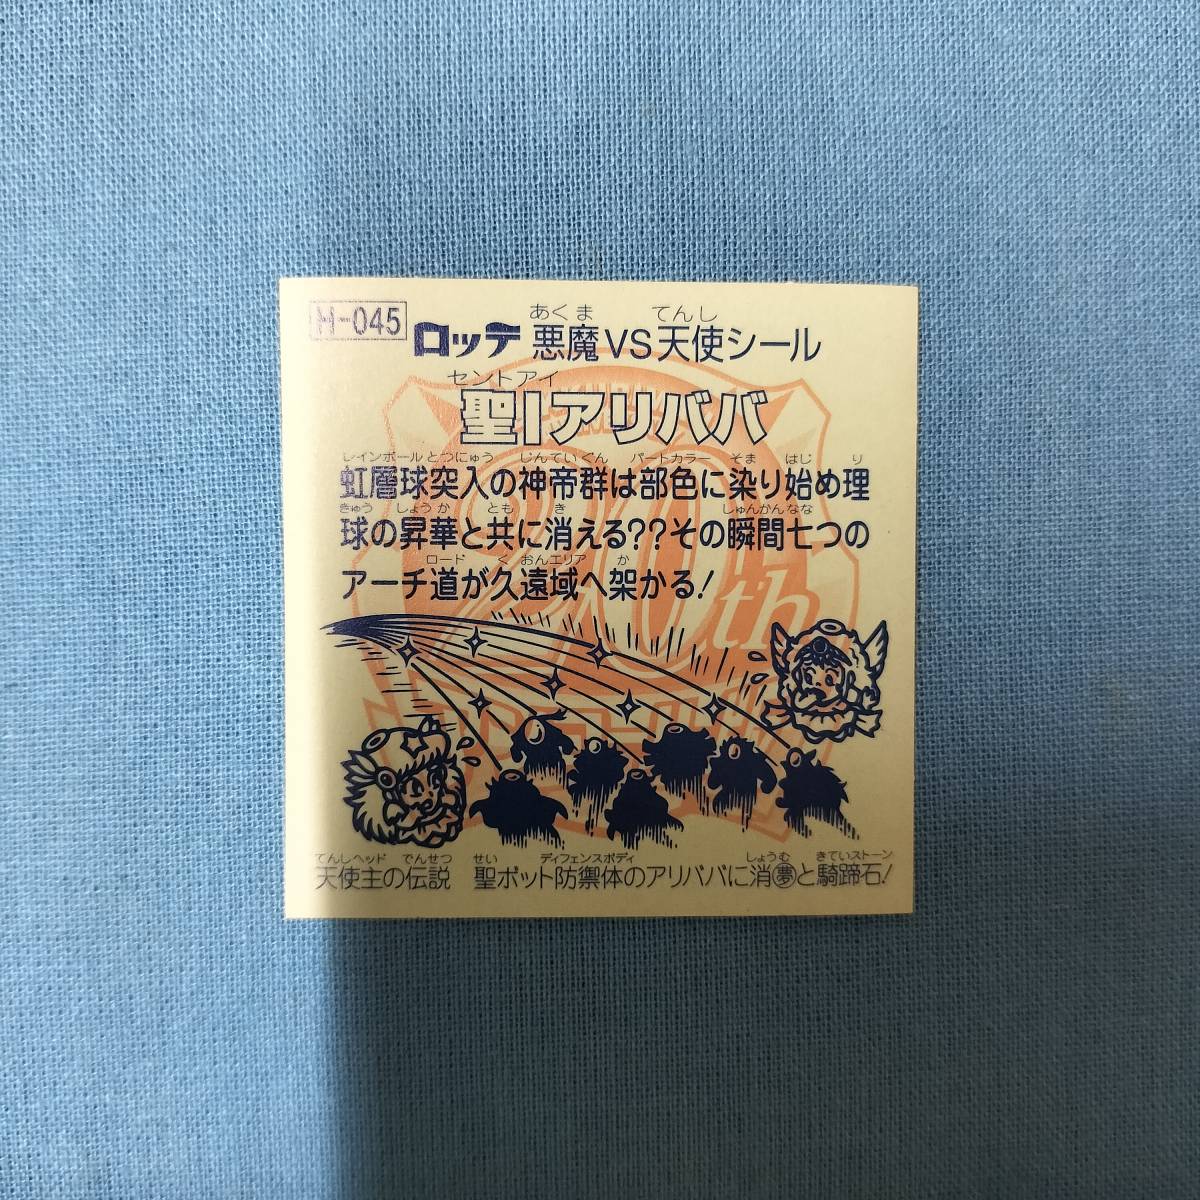 H-045
あくま てんし
ロッテ 悪魔VS天使シール
セントアイ
聖Iアリババ
レインボール とつにゅう じんていぐん パートカラー そま はじ り
虹層球突入の神帝群は部色に染り始め理
きゅう しょうか とも き しゅんかんなな
球の昇華と共に消える??その瞬間七つの
ロード くおんエリア か
アーチ道が久遠域へ架かる!
20th
てんしヘッド でんせつ せい ディフェンスボディ しょうむ きていストーン
天使主の伝説 聖ボット防禦体のアリババに消夢と騎蹄石!